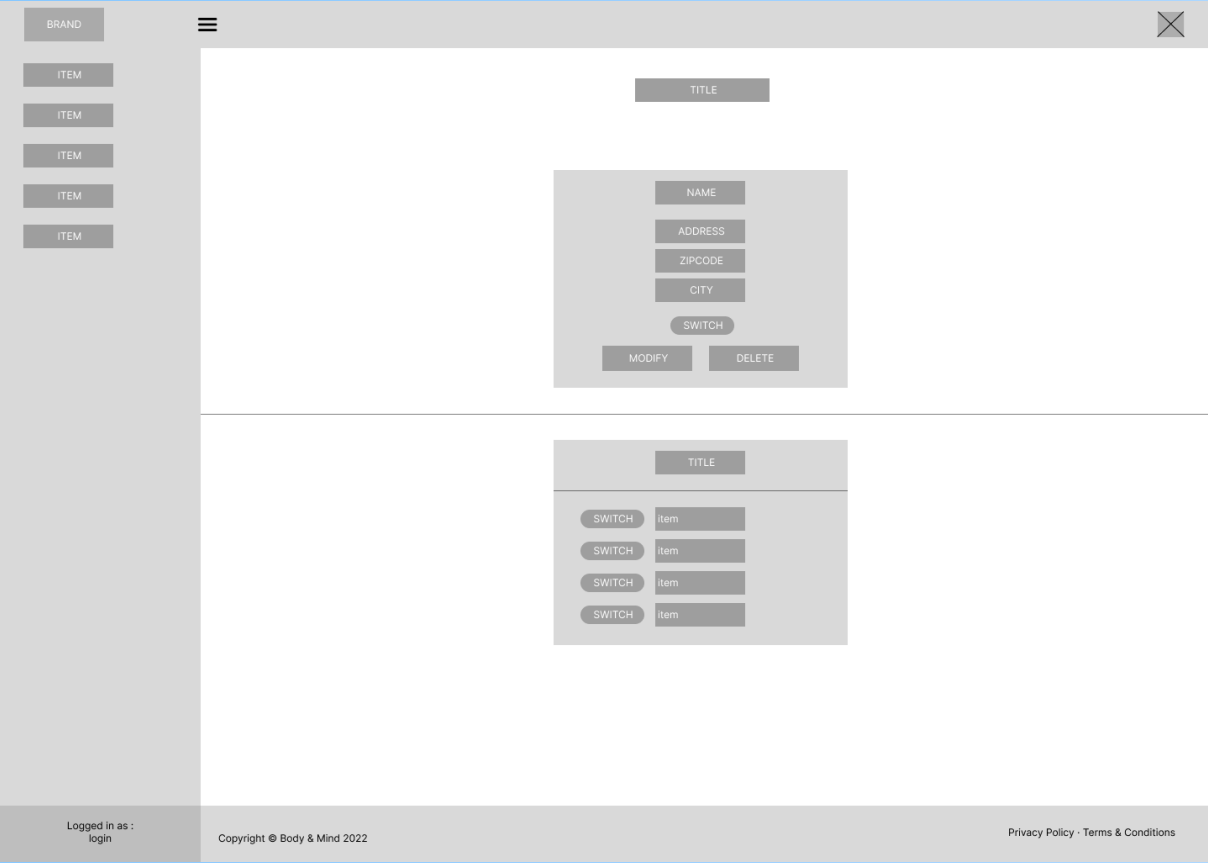 BRAND
ITEM
ITEM
ITEM
ITEM
ITEM
TITLE
NAME
ADDRESS
ZIPCODE
CITY
SWITCH
MODIFY DELETE
TITLE
SWITCH item
SWITCH item
SWITCH item
SWITCH item
Logged in as :
login
Copyright © Body & Mind 2022
Privacy Policy · Terms & Conditions